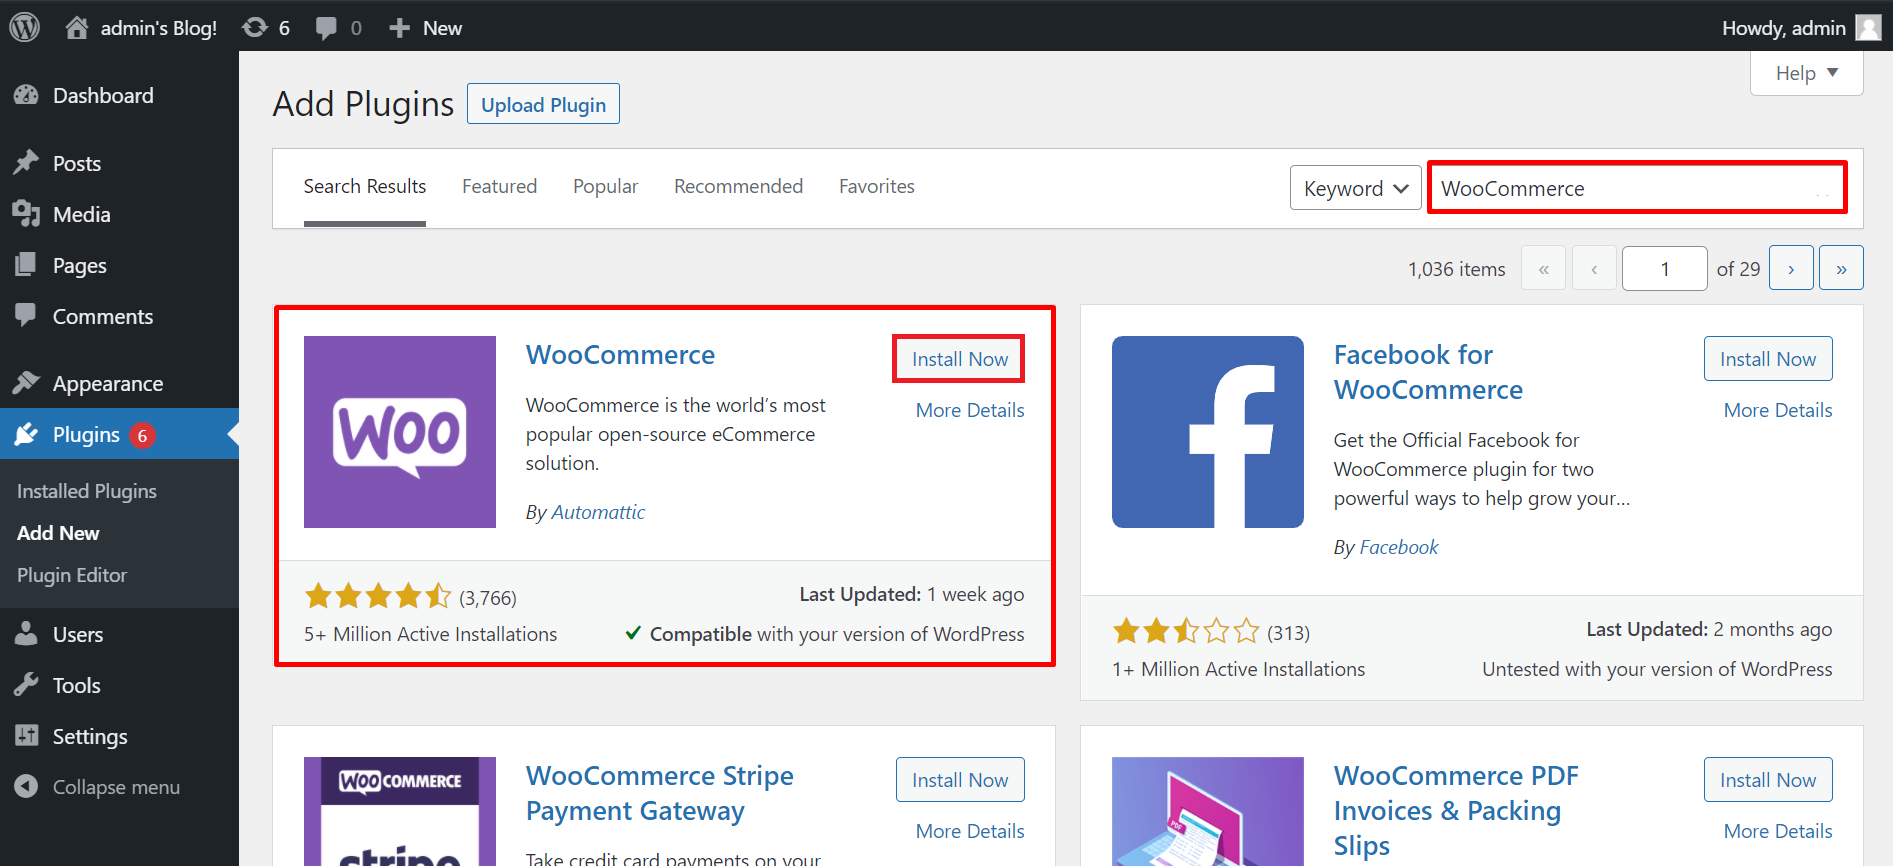 admin's Blog! 6 0 New Howdy, admin
Help
Dashboard
Posts
Media
Pages
Comments
Appearance
Plugins 6
Installed Plugins
Add New
Plugin Editor
Users
Tools
Settings
Collapse menu
Add Plugins Upload Plugin
Search Results Featured Popular Recommended Favorites Keyword WooCommerce
1,036 items « ‹ 1 of 29 › »
WOO
WooCommerce
Install Now
More Details
WooCommerce is the world’s most
popular open-source eCommerce
solution.
By Automattic
(3,766)
Last Updated: 1 week ago
5+ Million Active Installations
Compatible with your version of WordPress
f
Facebook for
WooCommerce
Install Now
More Details
Get the Official Facebook for
WooCommerce plugin for two
powerful ways to help grow your...
By Facebook
(313)
Last Updated: 2 months ago
1+ Million Active Installations
Untested with your version of WordPress
WOO COMMERCE
stripe
WooCommerce Stripe
Payment Gateway
Install Now
More Details
Take credit card payments on your
PDF
WooCommerce PDF
Invoices & Packing
Slips
Install Now
More Details